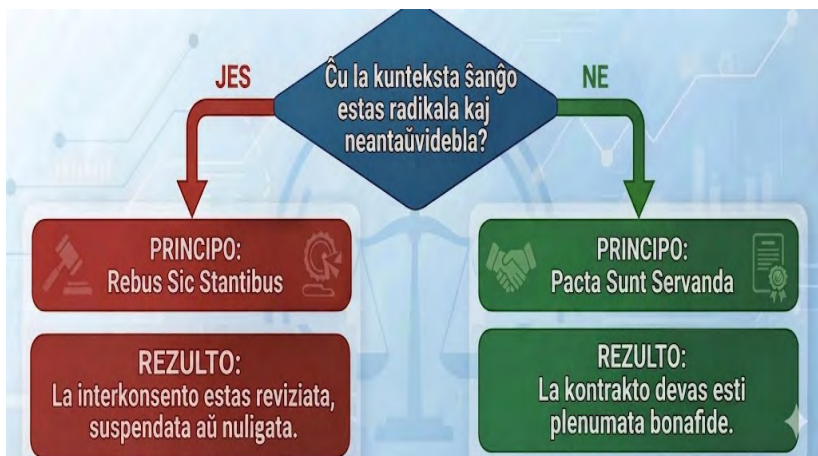 JES
Ĉu la kunteksta ŝanĝo
estas radikala kaj
neantaŭvidebla?
NE
PRINCIPO:
Rebus Sic Stantibus
PRINCIPO:
Pacta Sunt Servanda
REZULTO:
La interkonsento estas reviziata,
suspendata aŭ nuligata.
REZULTO:
La kontrakto devas esti
plenumata bonafide.